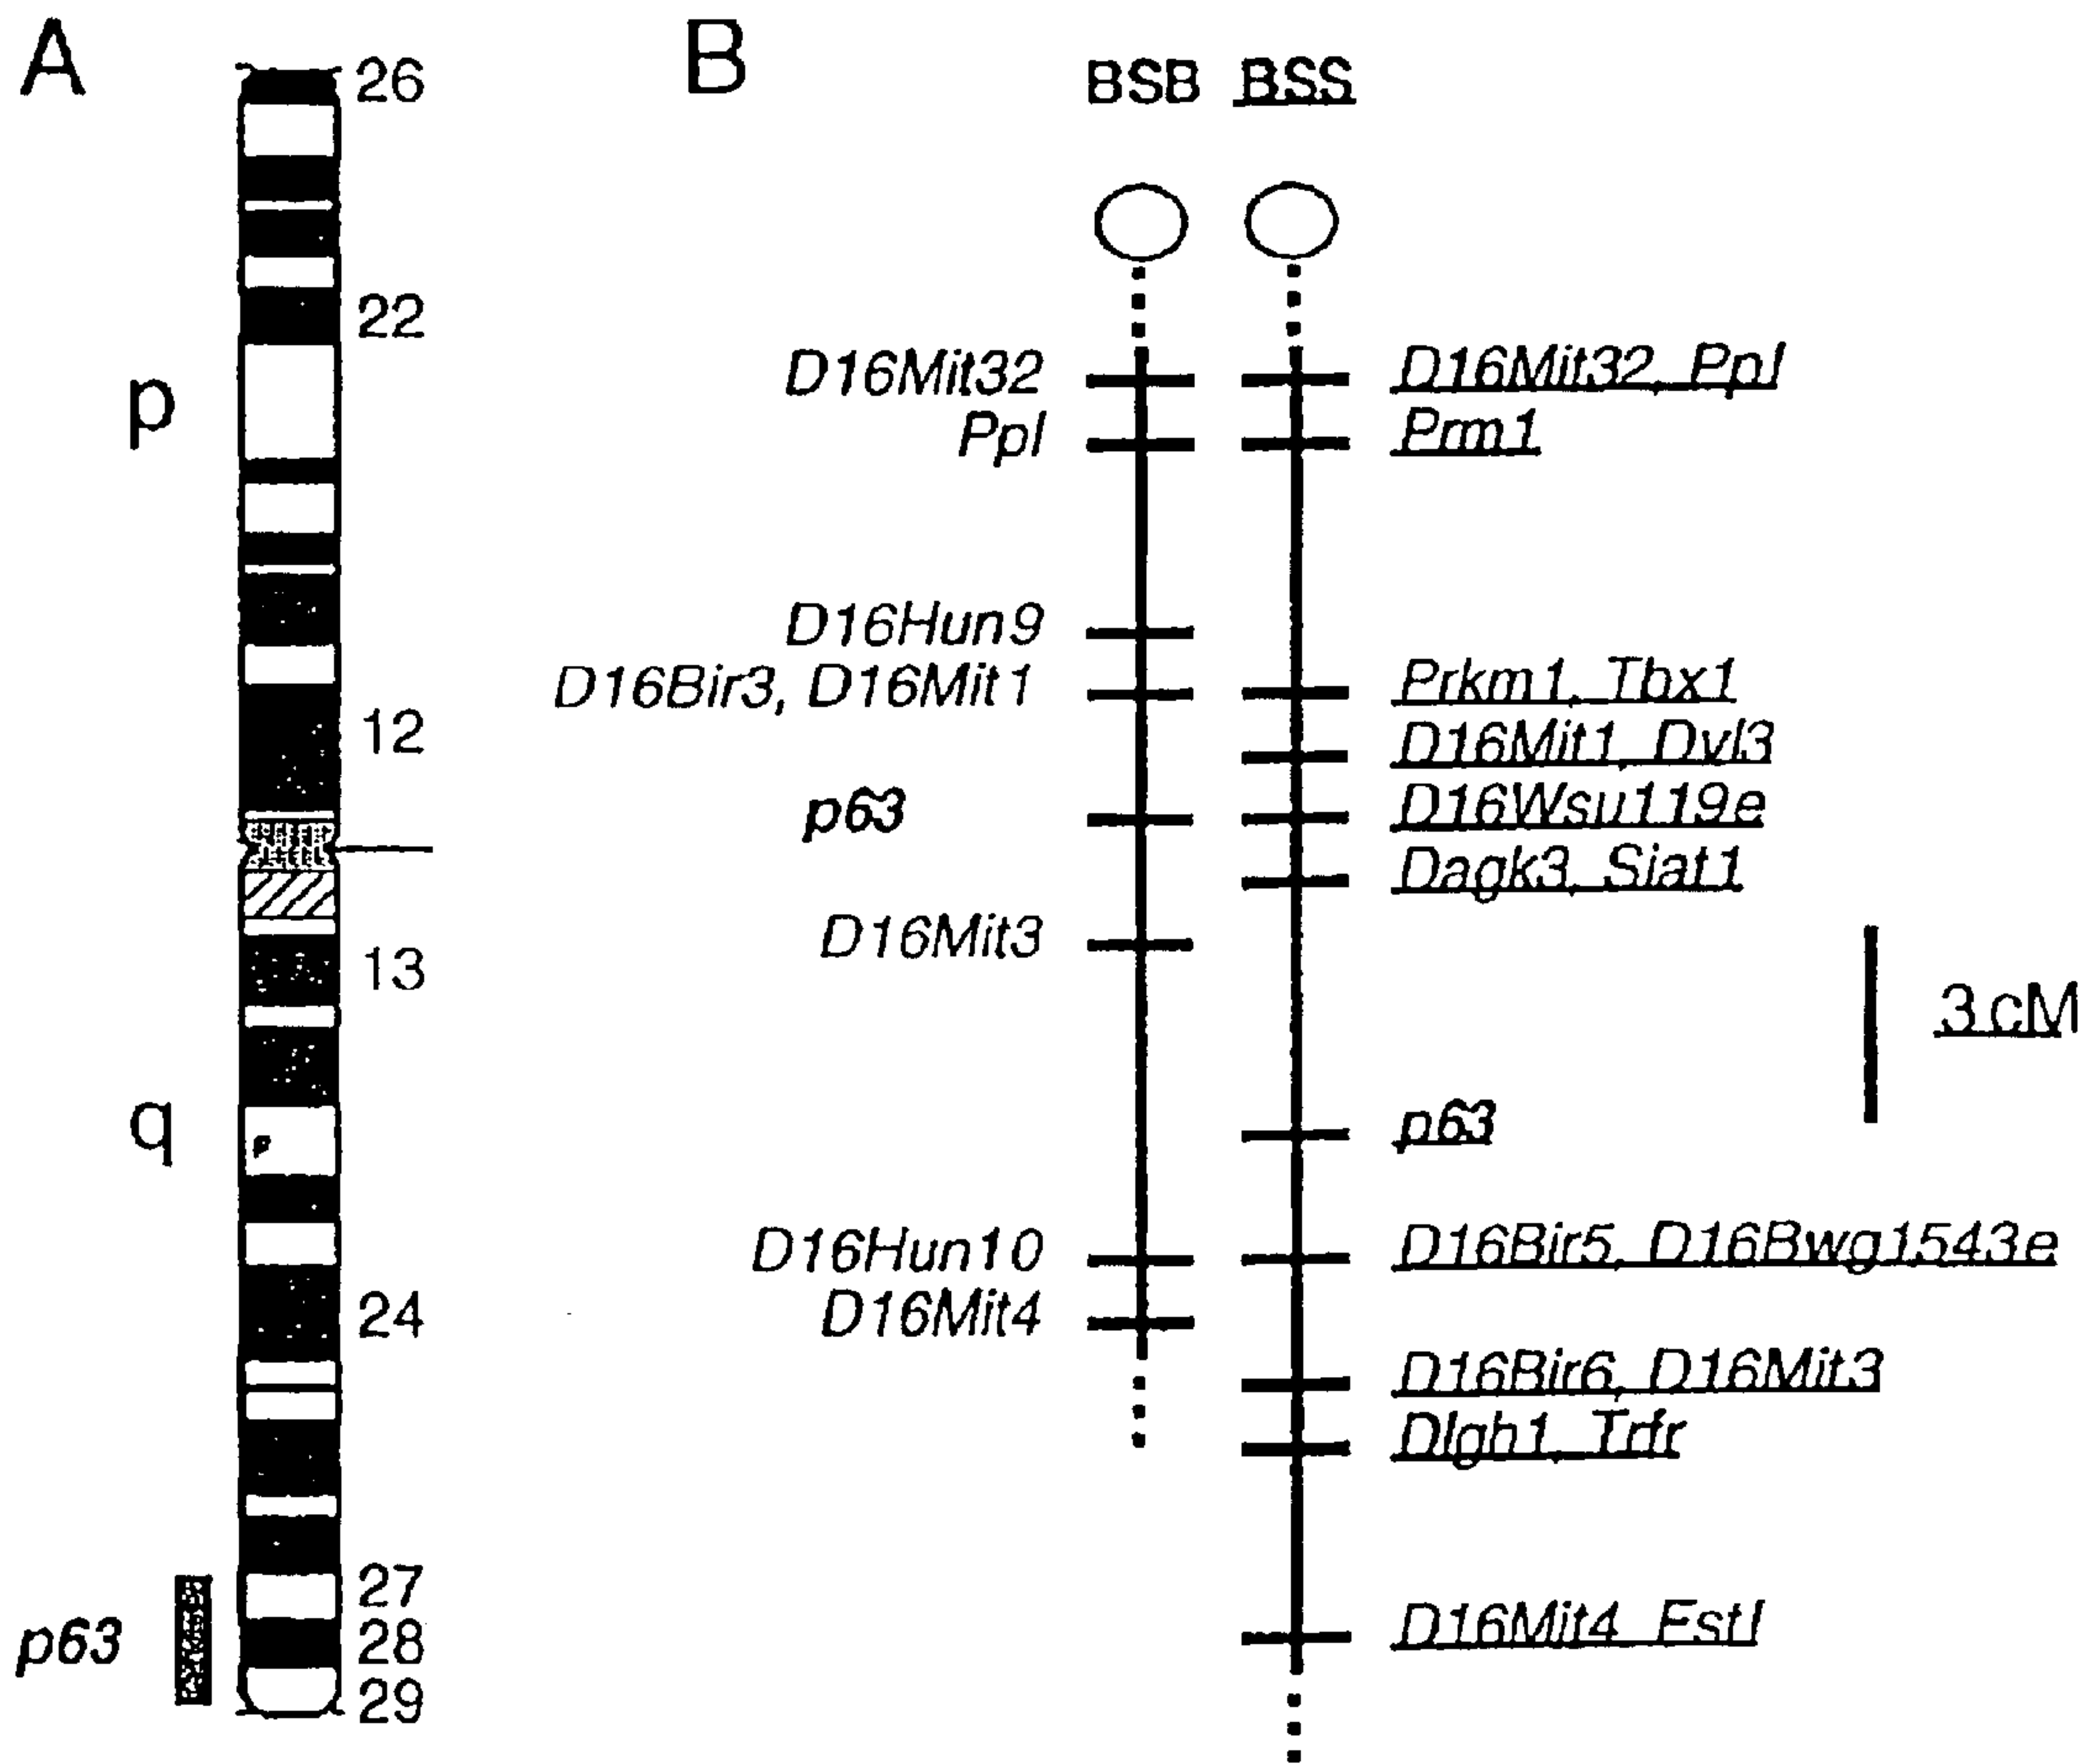 A
26
22
p
12
13
q
24
27
28
29
p63
B
BSB BSS
D16Mit32
Ppl
D16Hun9
D16Bir3, D16Mit1
p63
D16Mit3
D16Hun10
D16Mit4
D16Mit32, Ppl
Prm1
Prkm1, Tbx1
D16Mit1, Dvl3
D16Wsu119e
Dagk3, Siat1
p63
D16Bir5, D16Bwg1543e
D16Bir6, D16Mit3
Dlgh1, Trfr
D16Mit4, Fstl
3 cM